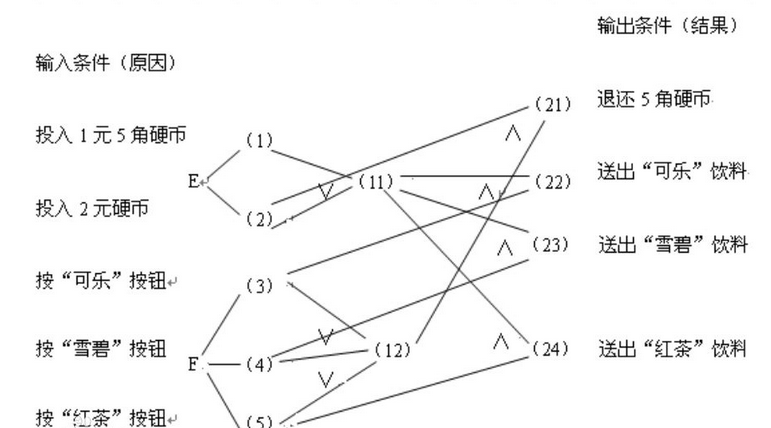 输出条件（结果）
输入条件（原因）
(21) 退还 5 角硬币
∧
投入 1 元 5 角硬币 (1)
E (11) (22) 送出“可乐”饮料
∨ ∧
投入 2 元硬币 (2)
∧ (23) 送出“雪碧”饮料
按“可乐”按钮 (3)
∨ ∧
按“雪碧”按钮 F (4) (12) (24) 送出“红茶”饮料
∨
按“红茶”按钮 (5)